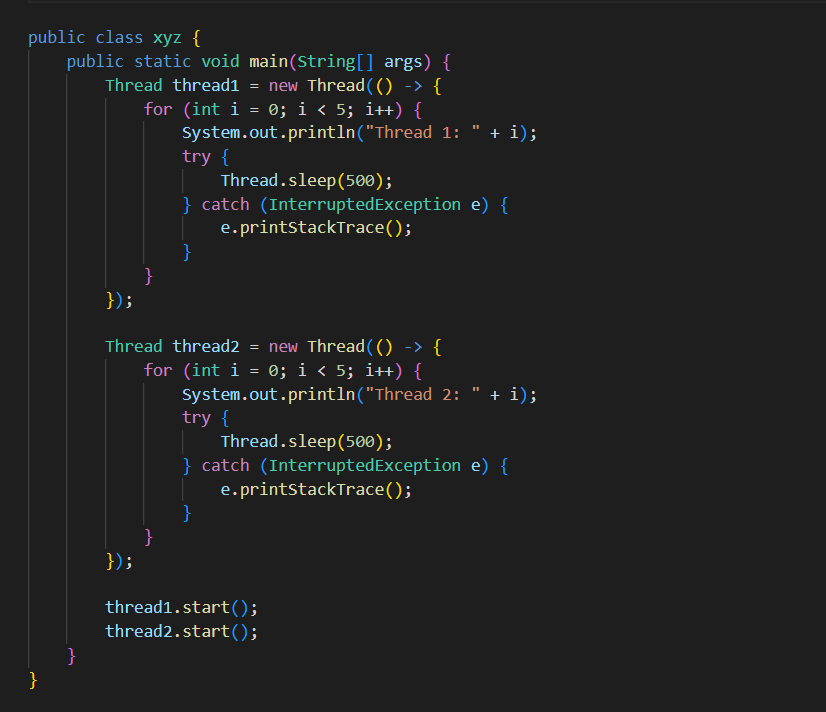 public class xyz {
    public static void main(String[] args) {
        Thread thread1 = new Thread(() -> {
            for (int i = 0; i < 5; i++) {
                System.out.println("Thread 1: " + i);
                try {
                    Thread.sleep(500);
                } catch (InterruptedException e) {
                    e.printStackTrace();
                }
            }
        });

        Thread thread2 = new Thread(() -> {
            for (int i = 0; i < 5; i++) {
                System.out.println("Thread 2: " + i);
                try {
                    Thread.sleep(500);
                } catch (InterruptedException e) {
                    e.printStackTrace();
                }
            }
        });

        thread1.start();
        thread2.start();
    }
}